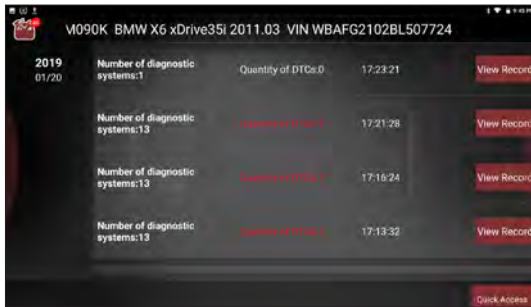 VM090K BMW X6 xDrive35i 2011.03 VIN WBAFG2102BL507724
2019
01/20
Number of diagnostic
systems:1
Quantity of DTCs:0
17:23:21
View Record
Number of diagnostic
systems:13
17:21:28
View Record
Number of diagnostic
systems:13
17:16:24
View Record
Number of diagnostic
systems:13
17:13:32
View Record
Quick Access